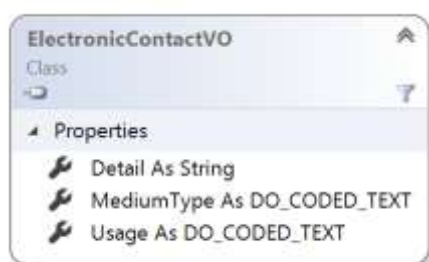 ElectronicContactVO
Class
Properties
Detail As String
MediumType As DO_CODED_TEXT
Usage As DO_CODED_TEXT